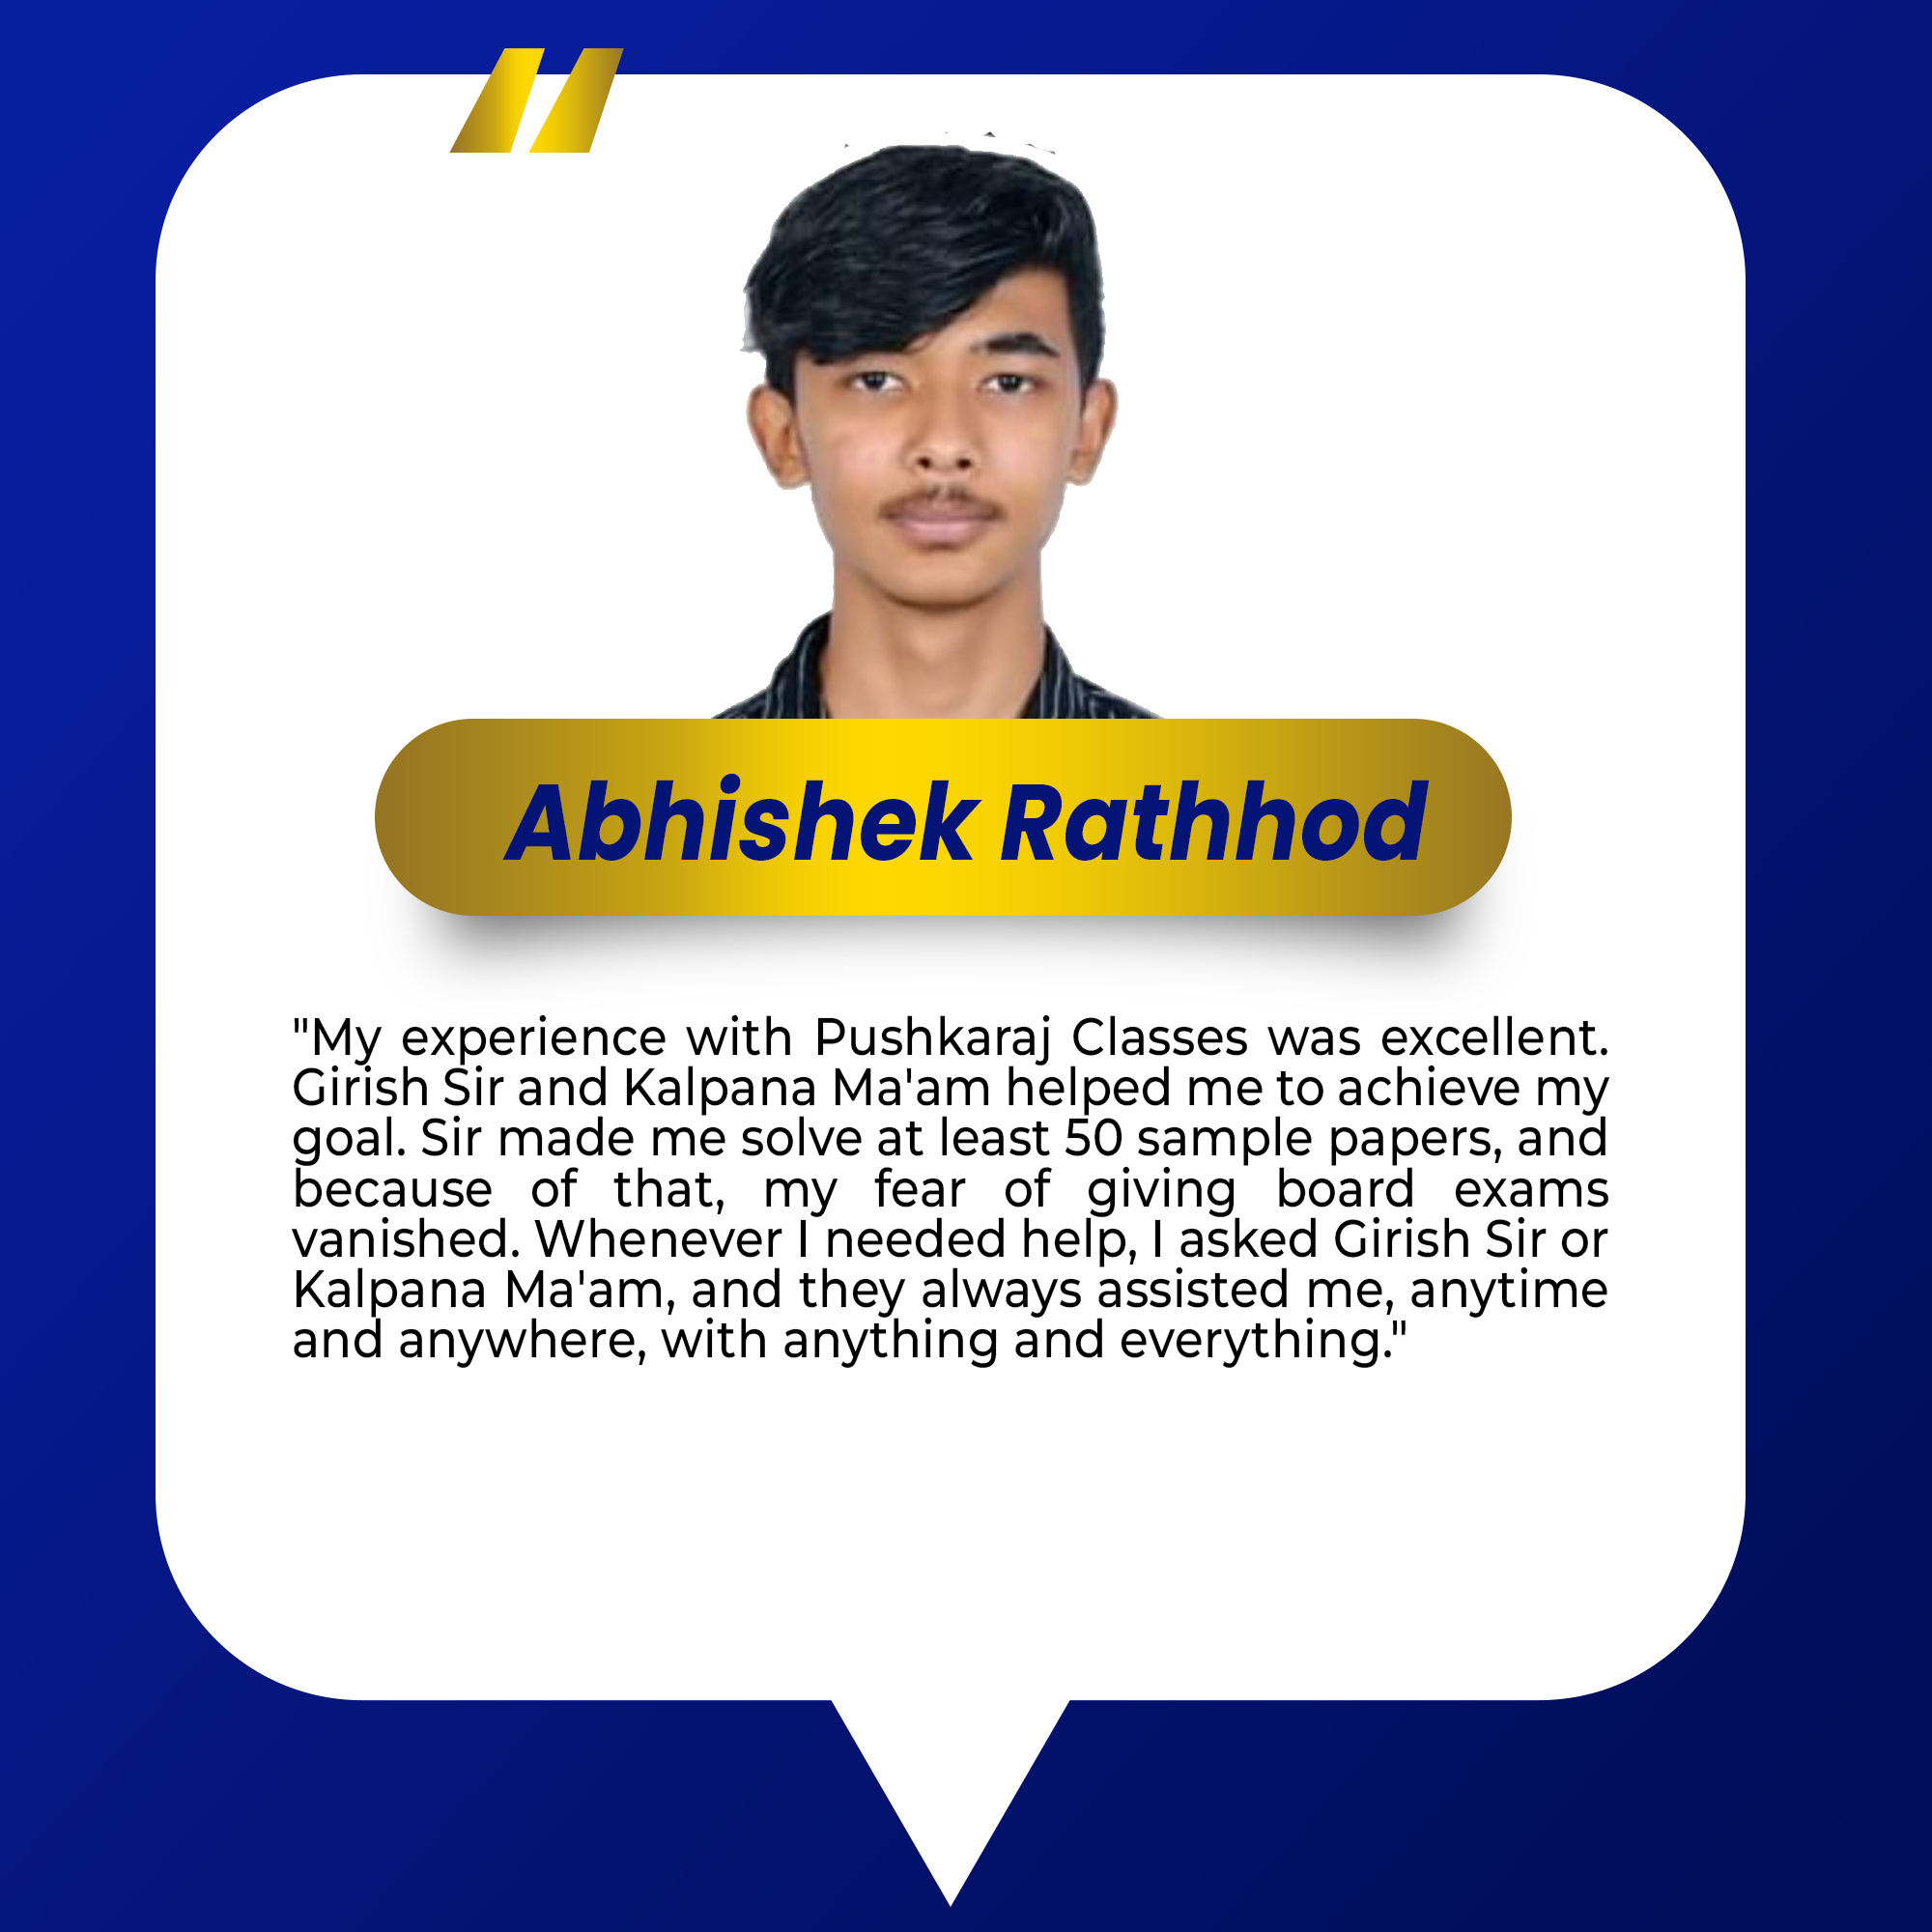 Abhishek Rathhod
"My experience with Pushkaraj Classes was excellent.
Girish Sir and Kalpana Ma'am helped me to achieve my
goal. Sir made me solve at least 50 sample papers, and
because of that, my fear of giving board exams
vanished. Whenever I needed help, I asked Girish Sir or
Kalpana Ma'am, and they always assisted me, anytime
and anywhere, with anything and everything."